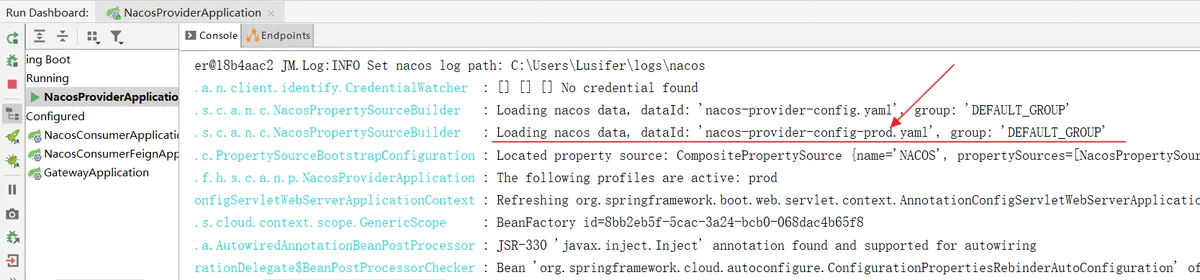 Run Dashboard: NacosProviderApplication
Console Endpoints
ing Boot
Running
NacosProviderApplicatio
Configured
NacosConsumerApplicatio
NacosConsumerFeignApp
GatewayApplication
er@18b4aac2 JM.Log:INFO Set nacos log path: C:\Users\Lusifer\logs\nacos
.a.n.client.identify.CredentialWatcher : [] [] [] No credential found
.s.c.a.n.c.NacosPropertySourceBuilder : Loading nacos data, dataId: 'nacos-provider-config.yaml', group: 'DEFAULT_GROUP'
.s.c.a.n.c.NacosPropertySourceBuilder : Loading nacos data, dataId: 'nacos-provider-config-prod.yaml', group: 'DEFAULT_GROUP'
.c.PropertySourceBootstrapConfiguration : Located property source: CompositePropertySource {name='NACOS', propertySources=[NacosPropertySour
.f.h.s.c.a.n.p.NacosProviderApplication : The following profiles are active: prod
onfigServletWebServerApplicationContext : Refreshing org.springframework.boot.web.servlet.context.AnnotationConfigServletWebServerApplication
.s.cloud.context.scope.GenericScope : BeanFactory id=8bb2eb5f-5cac-3a24-bcb0-068dac4b65f8
.a.AutowiredAnnotationBeanPostProcessor : JSR-330 'javax.inject.Inject' annotation found and supported for autowiring
rationDelegate$BeanPostProcessorChecker : Bean 'org.springframework.cloud.autoconfigure.ConfigurationPropertiesRebinderAutoConfiguration' of